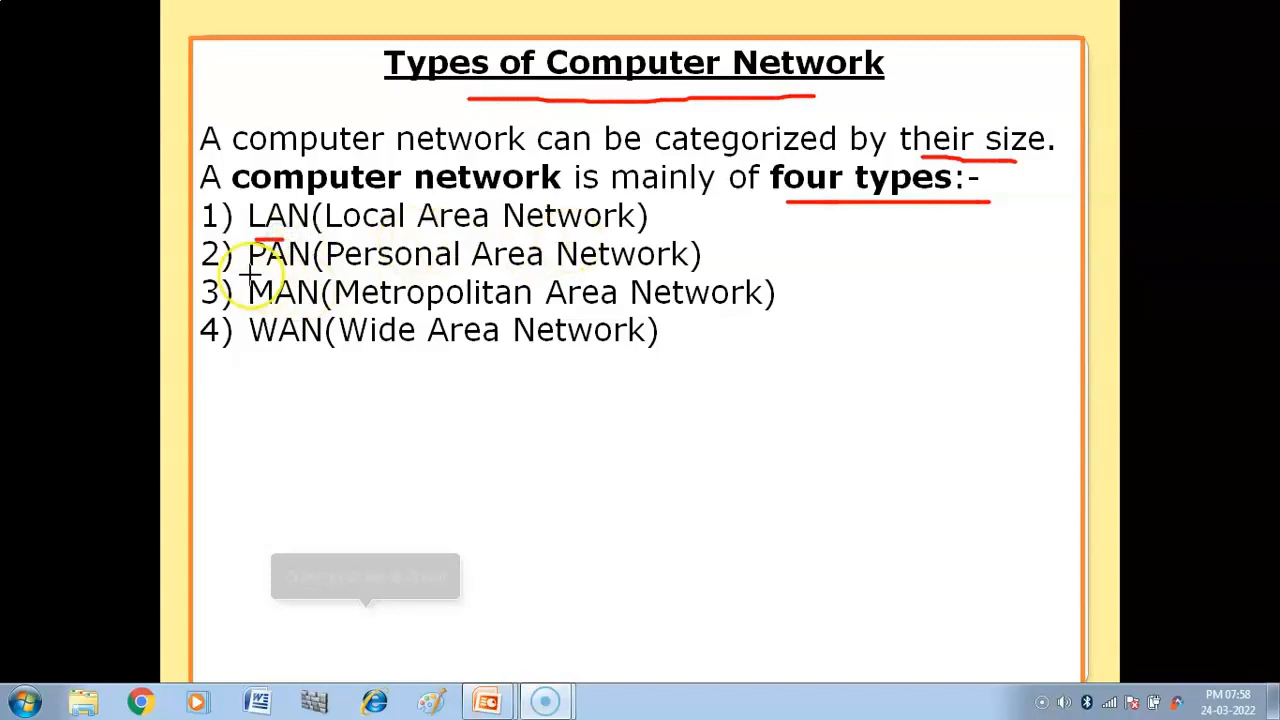 Types of Computer Network
A computer network can be categorized by their size.
A computer network is mainly of four types:-
1) LAN(Local Area Network)
2) PAN(Personal Area Network)
3) MAN(Metropolitan Area Network)
4) WAN(Wide Area Network)
PM 07:58
24-03-2022